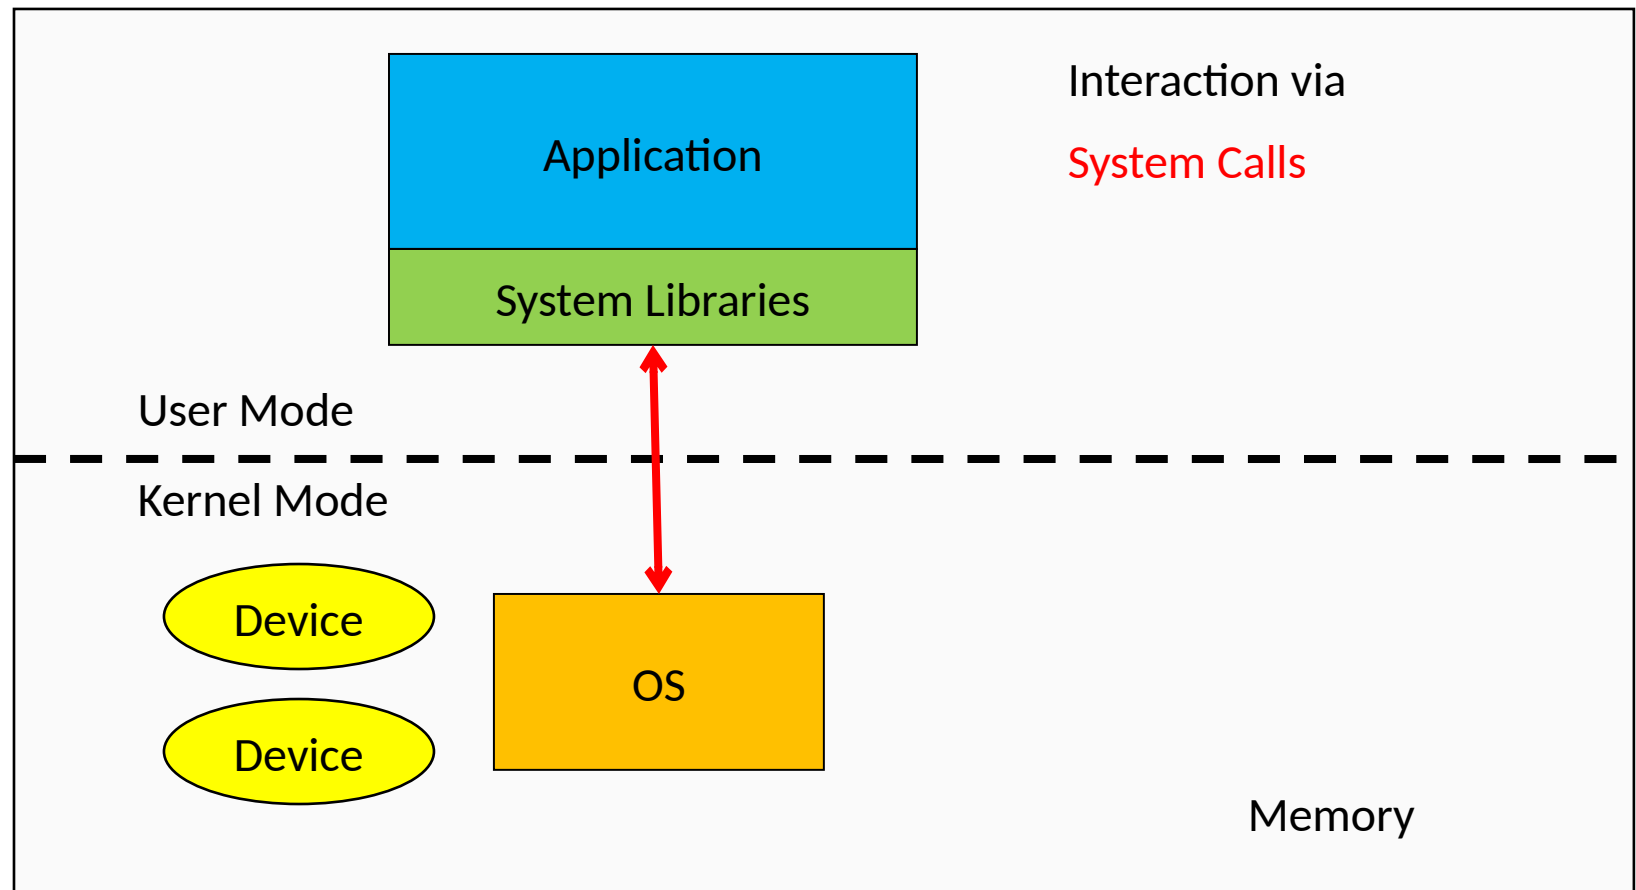 Interaction via
System Calls
Application
System Libraries
User Mode
Kernel Mode
Device
OS
Device
Memory